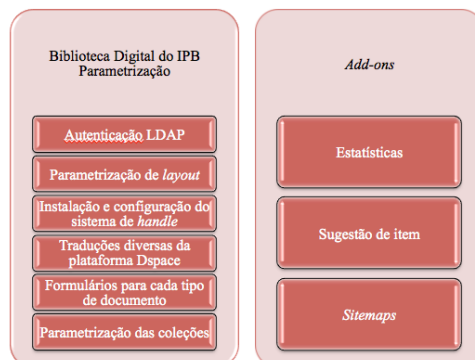 Biblioteca Digital do IPB
Parametrização
Autenticação LDAP
Parametrização de layout
Instalação e configuração do
sistema de handle
Traduções diversas da
plataforma Dspace
Formulários para cada tipo
de documento
Parametrização das coleções
Add-ons
Estatísticas
Sugestão de item
Sitemaps